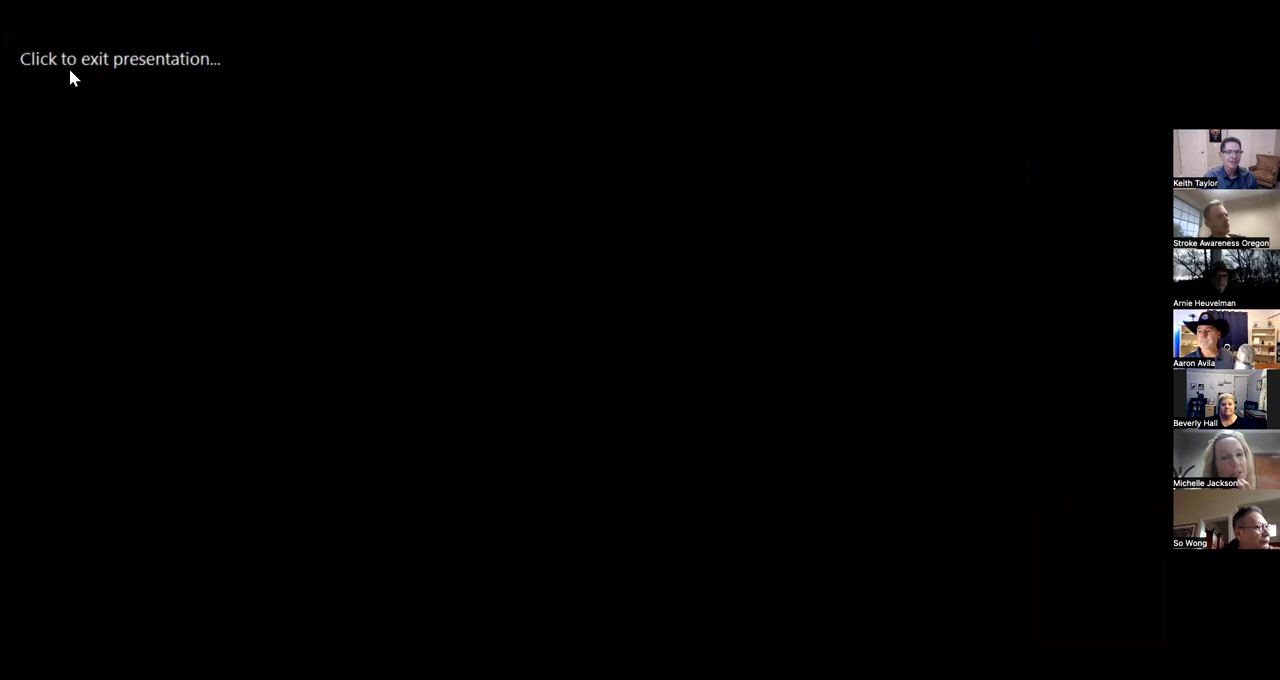 Click to exit presentation...
Keith Taylor
Stroke Awareness Oregon
Arnie Heuvelman
Aaron Avila
Beverly Hall
Michelle Jackson
So Wong